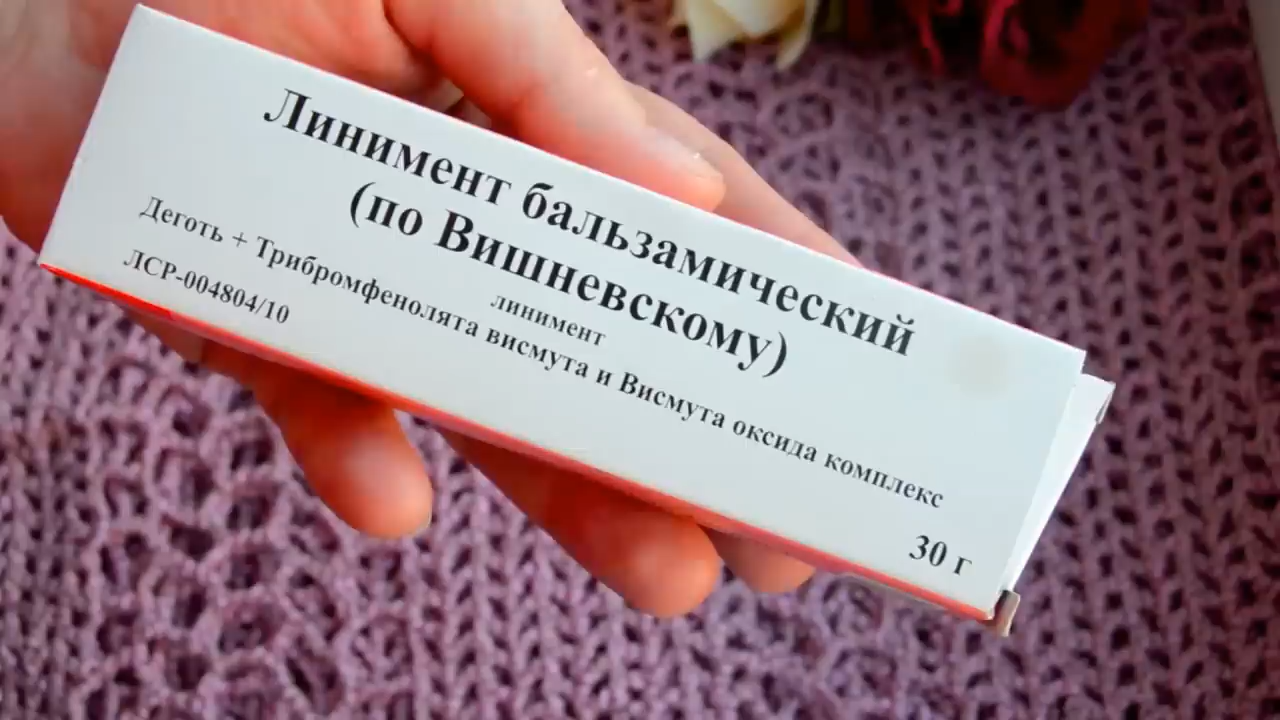 Линимент бальзамический
(по Вишневскому)
линимент
Деготь + Трибромфенолята висмута и Висмута оксида комплекс
ЛСР-004804/10
30 г